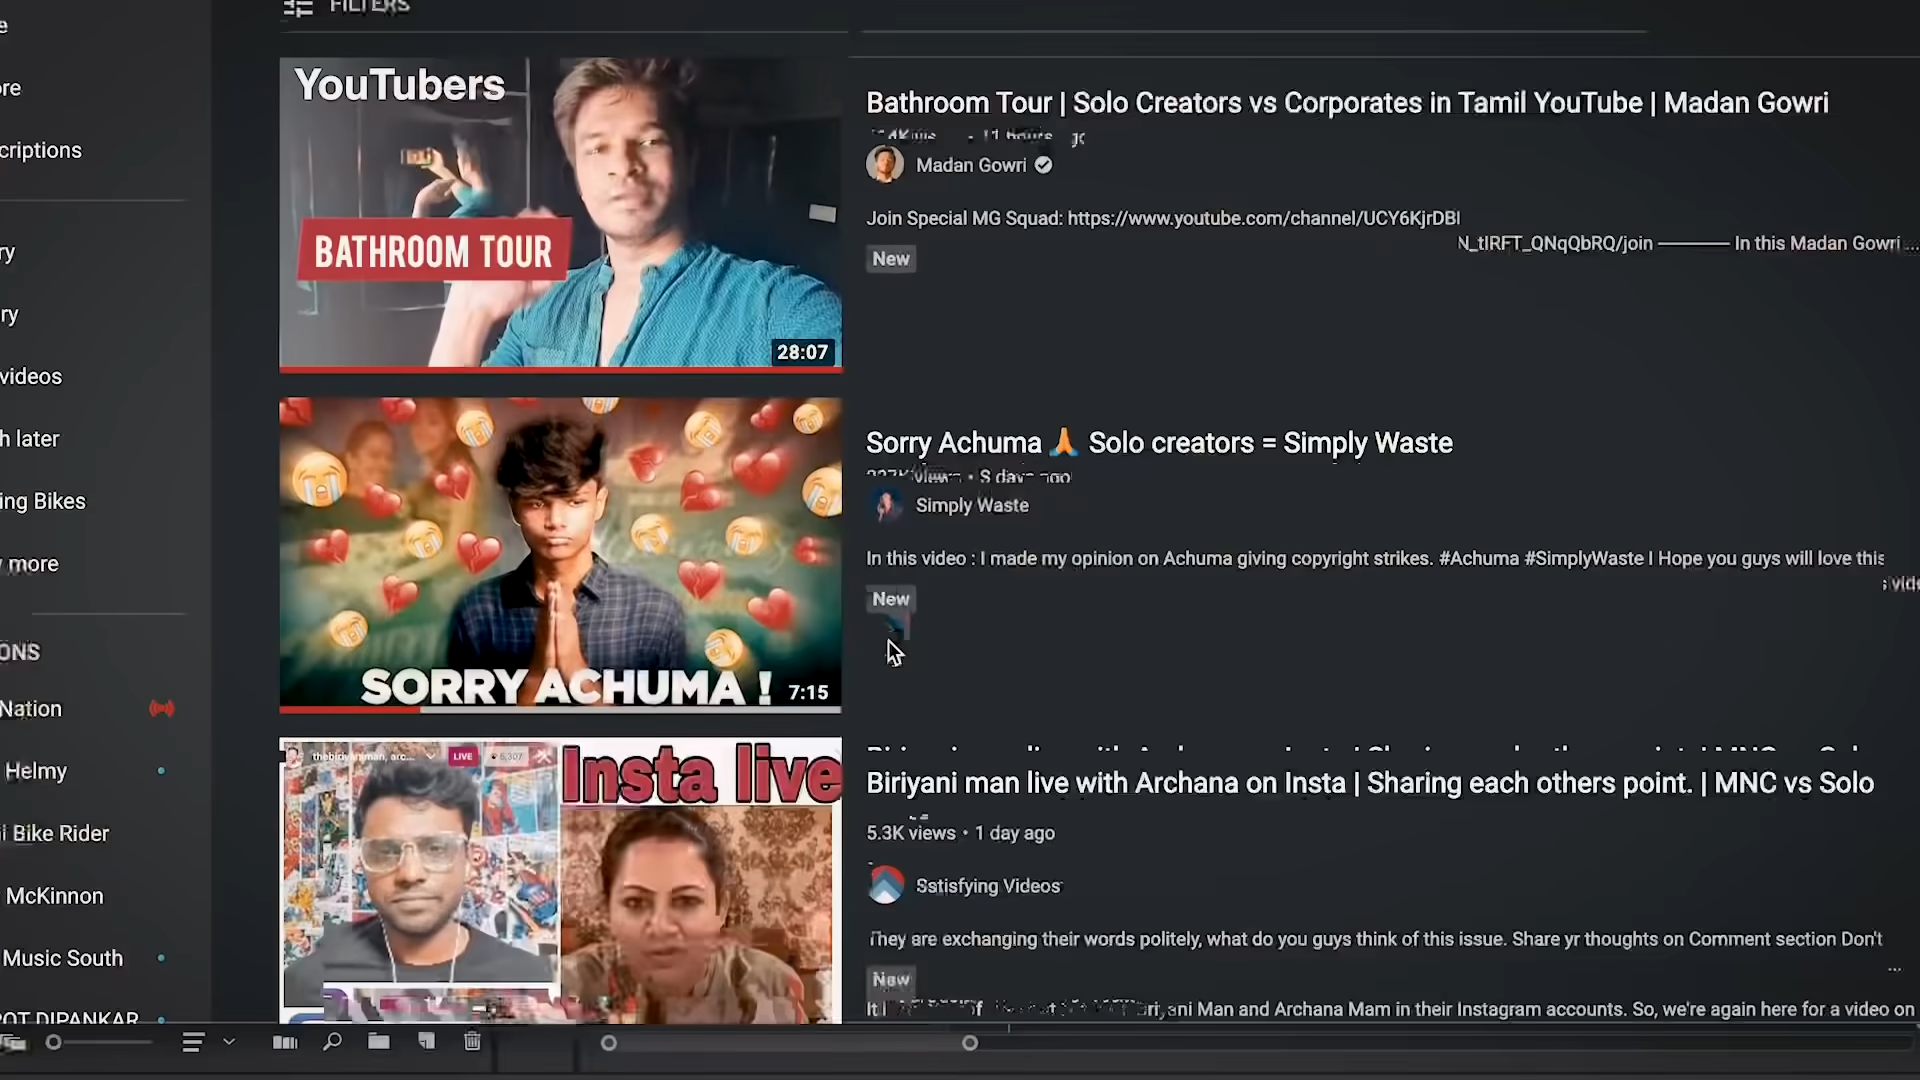 FILTERS
YouTubers
BATHROOM TOUR
28:07
Bathroom Tour | Solo Creators vs Corporates in Tamil YouTube | Madan Gowri
11 hours
Madan Gowri
Join Special MG Squad: https://www.youtube.com/channel/UCY6KjrDBI
N_tIRFT_QNqQbRQ/join ———— In this Madan Gowri ...
New
criptions
videos
h later
ing Bikes
more
ONS
Nation
Helmy
Bike Rider
McKinnon
Music South
DIPANKAR
SORRY ACHUMA !
7:15
Sorry Achuma 🙏 Solo creators = Simply Waste
Simply Waste
In this video : I made my opinion on Achuma giving copyright strikes. #Achuma #SimplyWaste I Hope you guys will love this
New
LIVE
Insta live
Biriyani man live with Archana on Insta | Sharing each others point. | MNC vs Solo
5.3K views • 1 day ago
Satisfying Videos
They are exchanging their words politely, what do you guys think of this issue. Share yr thoughts on Comment section Don't
...
New
Man and Archana Mam in their Instagram accounts. So, we're again here for a video on